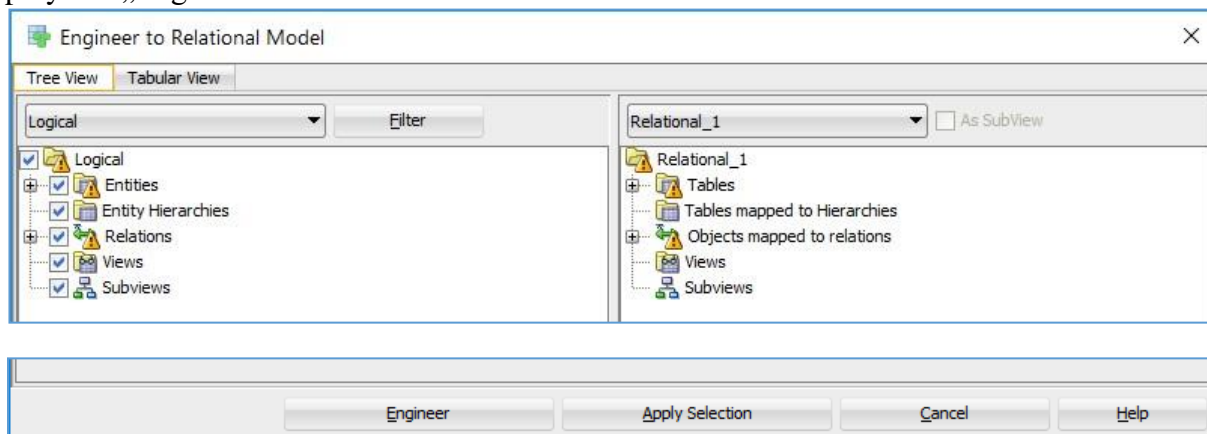 Engineer to Relational Model
Tree View Tabular View
Logical Filter Relational_1 As SubView
Logical Relational_1
Entities Tables
Entity Hierarchies Tables mapped to Hierarchies
Relations Objects mapped to relations
Views Views
Subviews Subviews
Engineer Apply Selection Cancel Help